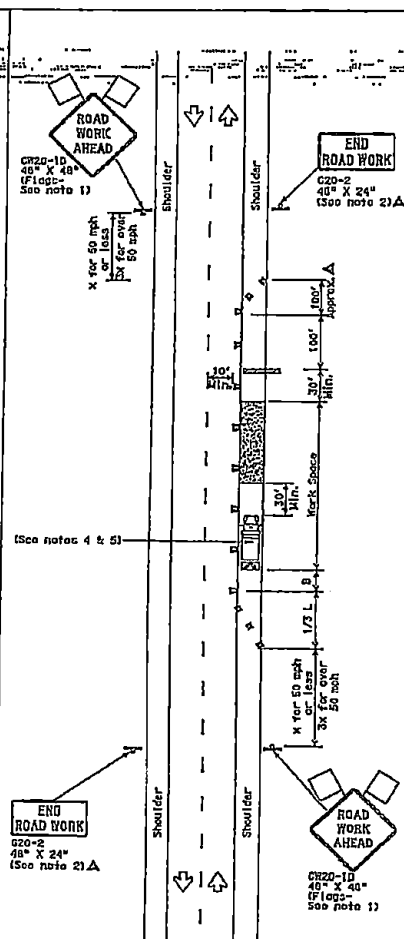 ROAD
WORK
AHEAD
CW20-1D
48" X 48"
(Flags-
See note 1)
X for 50 mph
or less
3X for over
50 mph
Shoulder
Shoulder
END
ROAD WORK
G20-2
48" X 24"
(See note 2)
100'
Approx.
100'
30'
Min.
10'
Min.
Work Space
30'
Min.
(See notes 4 & 5)
B
1/3 L
X for 50 mph
or less
3X for over
50 mph
END
ROAD WORK
G20-2
48" X 24"
(See note 2)
Shoulder
Shoulder
ROAD
WORK
AHEAD
CW20-1D
48" X 48"
(Flags-
See note 1)